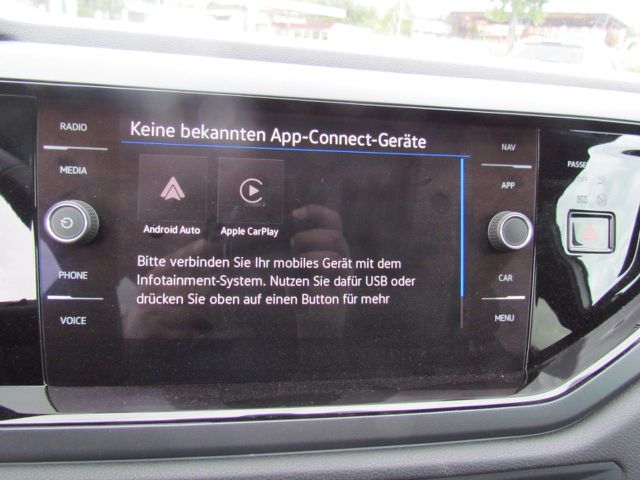 RADIO
MEDIA
PHONE
VOICE
Keine bekannten App-Connect-Geräte
Android Auto
Apple CarPlay
Bitte verbinden Sie Ihr mobiles Gerät mit dem
Infotainment-System. Nutzen Sie dafür USB oder
drücken Sie oben auf einen Button für mehr
NAV
APP
CAR
MENU
PASSE